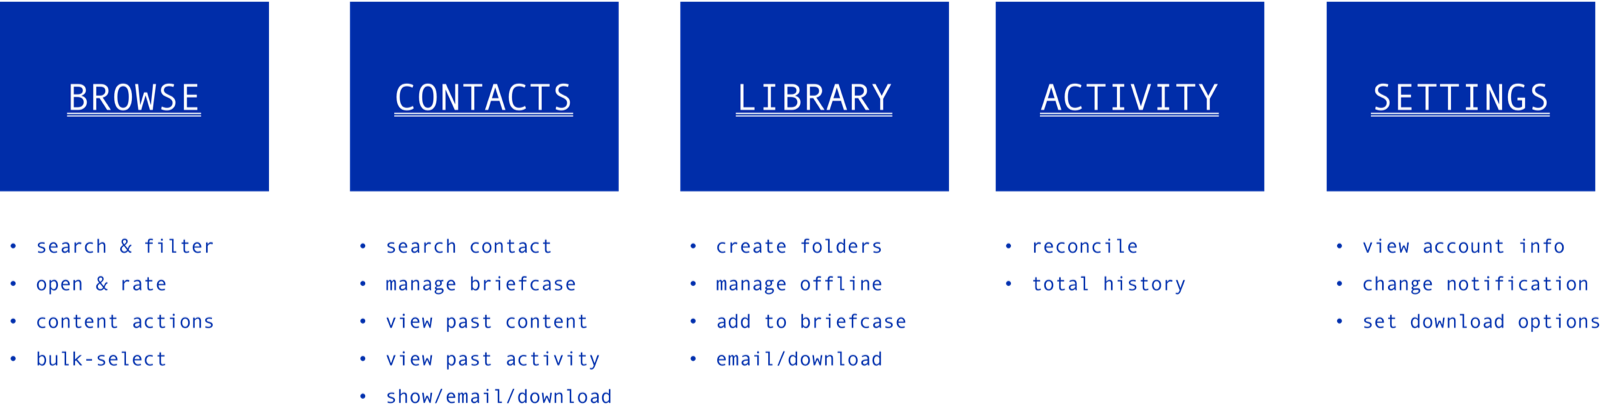 BROWSE
• search & filter
• open & rate
• content actions
• bulk-select
CONTACTS
• search contact
• manage briefcase
• view past content
• view past activity
• show/email/download
LIBRARY
• create folders
• manage offline
• add to briefcase
• email/download
ACTIVITY
• reconcile
• total history
SETTINGS
• view account info
• change notification
• set download options